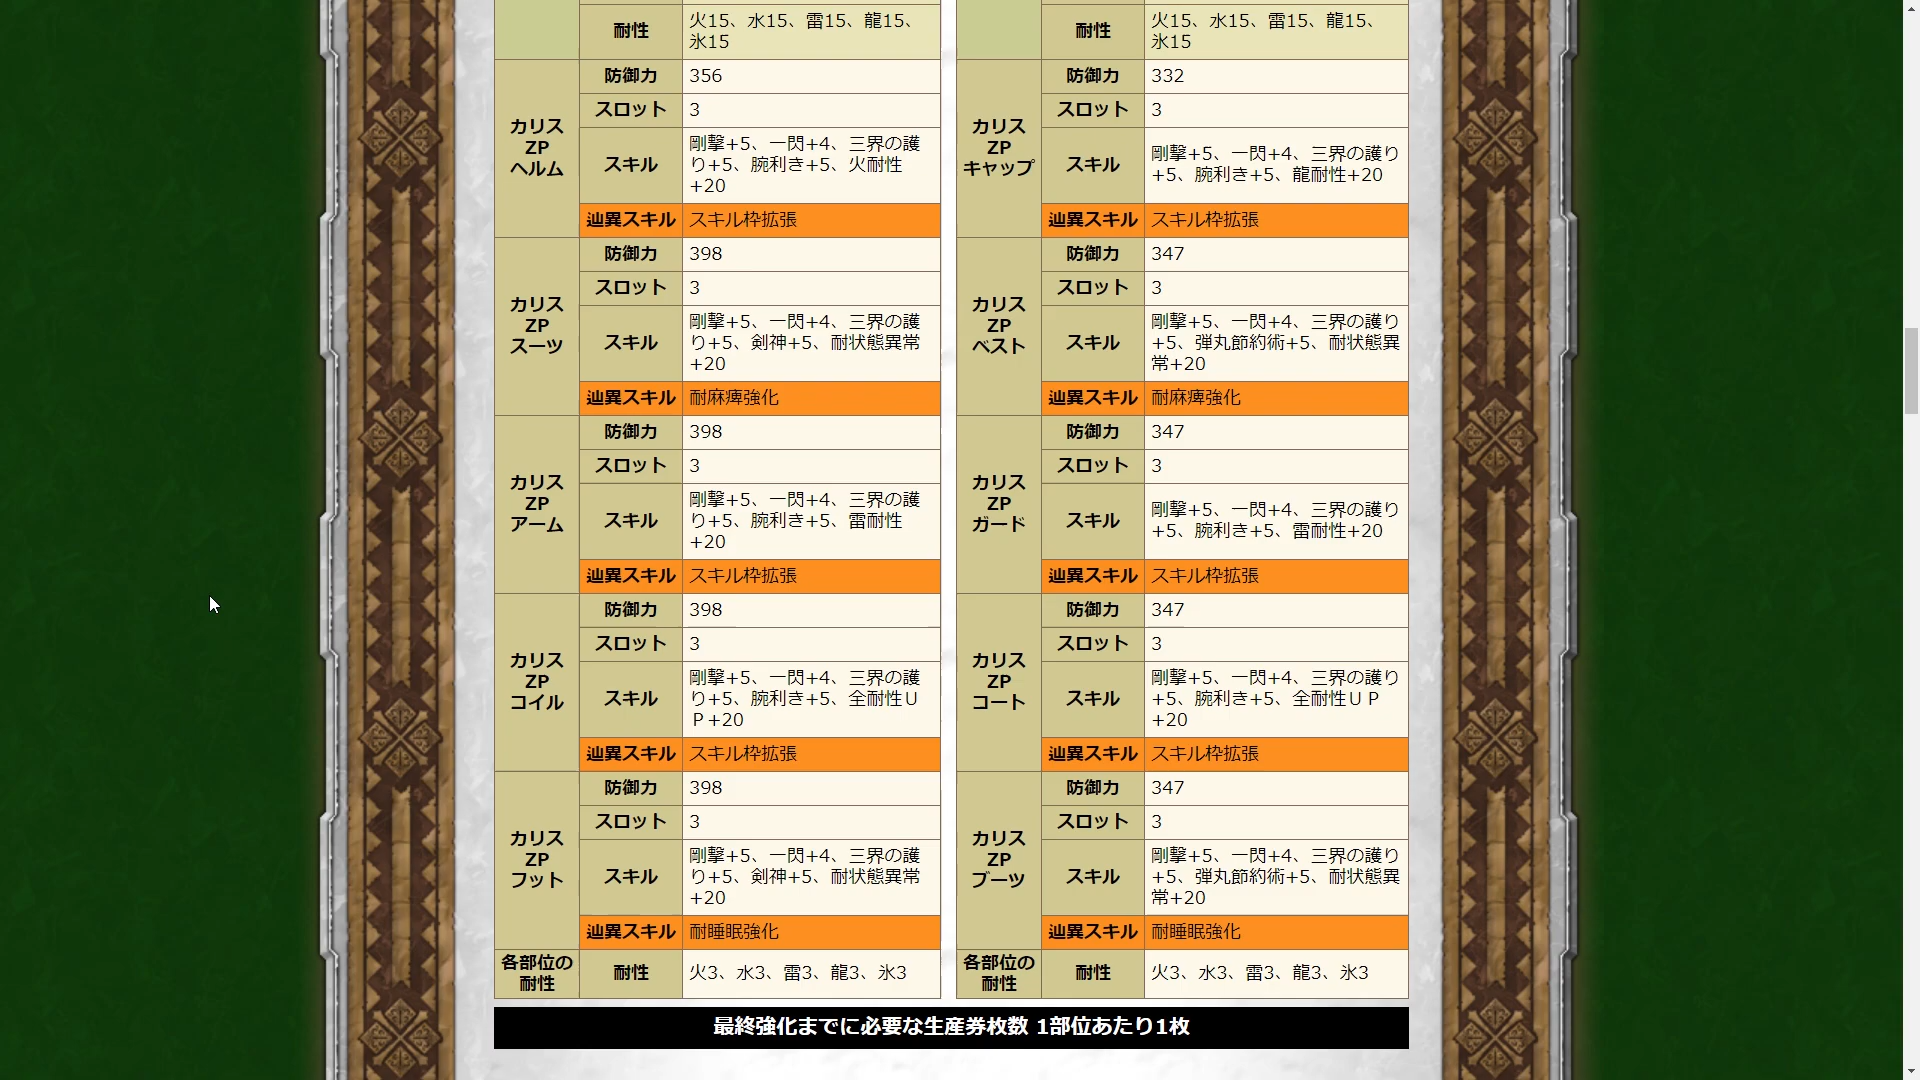 耐性
火15、水15、雷15、龍15、
氷15
カリス
ZP
ヘルム
防御力
356
スロット
3
スキル
剛撃+5、一閃+4、三界の護
り+5、腕利き+5、火耐性
+20
辿異スキル
スキル枠拡張
カリス
ZP
スーツ
防御力
398
スロット
3
スキル
剛撃+5、一閃+4、三界の護
り+5、剣神+5、耐状態異常
+20
辿異スキル
耐麻痺強化
カリス
ZP
アーム
防御力
398
スロット
3
スキル
剛撃+5、一閃+4、三界の護
り+5、腕利き+5、雷耐性
+20
辿異スキル
スキル枠拡張
カリス
ZP
コイル
防御力
398
スロット
3
スキル
剛撃+5、一閃+4、三界の護
り+5、腕利き+5、全耐性U
P+20
辿異スキル
スキル枠拡張
カリス
ZP
フット
防御力
398
スロット
3
スキル
剛撃+5、一閃+4、三界の護
り+5、剣神+5、耐状態異常
+20
辿異スキル
耐睡眠強化
各部位の
耐性
耐性
火3、水3、雷3、龍3、氷3
耐性
火15、水15、雷15、龍15、
氷15
カリス
ZP
キャップ
防御力
332
スロット
3
スキル
剛撃+5、一閃+4、三界の護り
+5、腕利き+5、龍耐性+20
辿異スキル
スキル枠拡張
カリス
ZP
ベスト
防御力
347
スロット
3
スキル
剛撃+5、一閃+4、三界の護り
+5、弾丸節約術+5、耐状態異
常+20
辿異スキル
耐麻痺強化
カリス
ZP
ガード
防御力
347
スロット
3
スキル
剛撃+5、一閃+4、三界の護り
+5、腕利き+5、雷耐性+20
辿異スキル
スキル枠拡張
カリス
ZP
コート
防御力
347
スロット
3
スキル
剛撃+5、一閃+4、三界の護り
+5、腕利き+5、全耐性UP
+20
辿異スキル
スキル枠拡張
カリス
ZP
ブーツ
防御力
347
スロット
3
スキル
剛撃+5、一閃+4、三界の護り
+5、弾丸節約術+5、耐状態異
常+20
辿異スキル
耐睡眠強化
各部位の
耐性
耐性
火3、水3、雷3、龍3、氷3
最終強化までに必要な生産券枚数 1部位あたり1枚